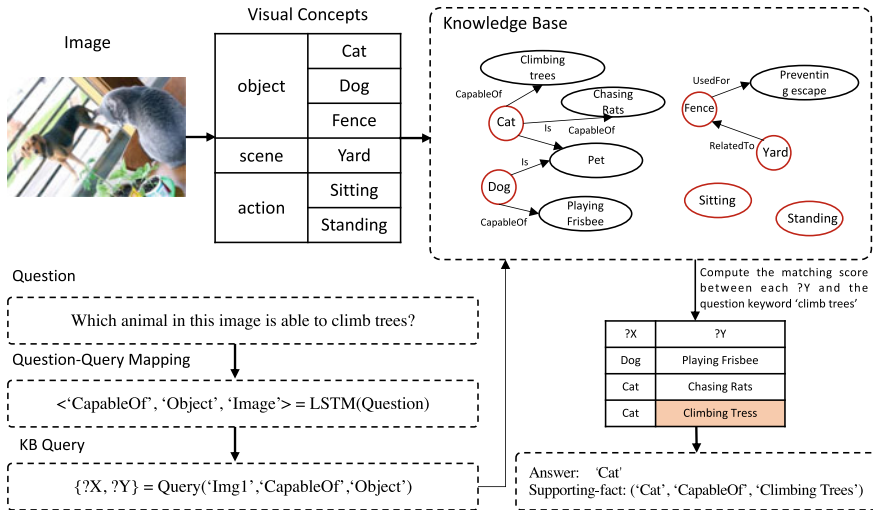 Image
Visual Concepts
object
Cat
Dog
Fence
scene
Yard
action
Sitting
Standing
Knowledge Base
Climbing
trees
CapableOf
Chasing
Rats
Cat
Is
CapableOf
Pet
Is
Dog
CapableOf
Playing
Frisbee
UsedFor
Preventin
g escape
Fence
RelatedTo
Yard
Sitting
Standing
Question
Which animal in this image is able to climb trees?
Question-Query Mapping
<‘CapableOf’, ‘Object’, ‘Image’> = LSTM(Question)
KB Query
{?X, ?Y} = Query(‘Img1’,‘CapableOf’,‘Object’)
Compute the matching score
between each ?Y and the
question keyword ‘climb trees’
?X ?Y
Dog Playing Frisbee
Cat Chasing Rats
Cat Climbing Tress
Answer: ‘Cat’
Supporting-fact: (‘Cat’, ‘CapableOf’, ‘Climbing Trees’)